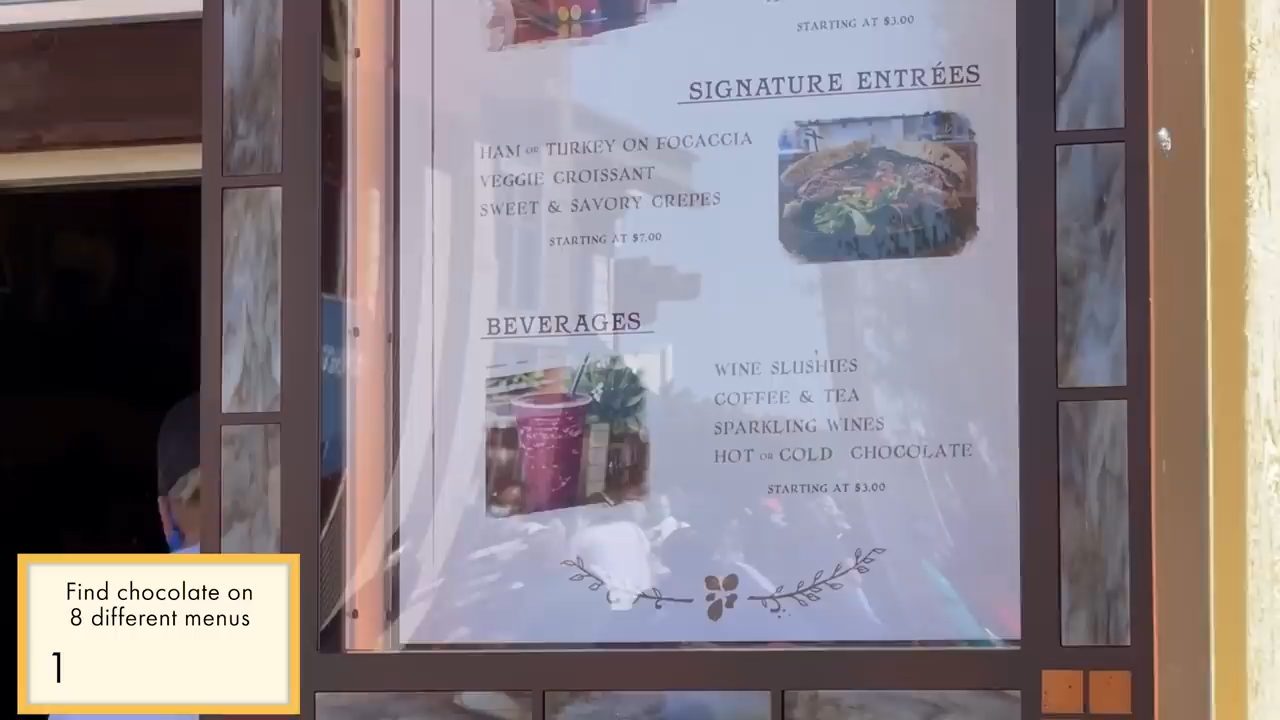 STARTING AT $3.00
SIGNATURE ENTRÉES
HAM OR TURKEY ON FOCACCIA
VEGGIE CROISSANT
SWEET & SAVORY CREPES
STARTING AT $7.00
BEVERAGES
WINE SLUSHIES
COFFEE & TEA
SPARKLING WINES
HOT OR COLD CHOCOLATE
STARTING AT $3.00
Find chocolate on
8 different menus
1